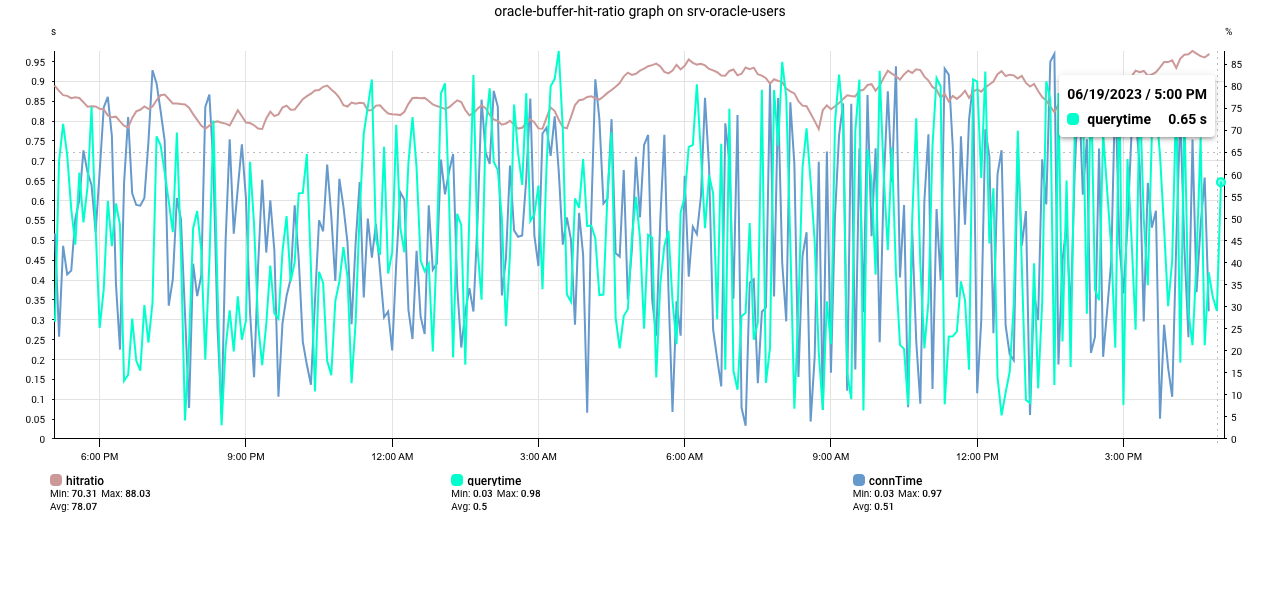 oracle-buffer-hit-ratio graph on srv-oracle-users
s
%
0.95
0.9
0.85
0.8
0.75
0.7
0.65
0.6
0.55
0.5
0.45
0.4
0.35
0.3
0.25
0.2
0.15
0.1
0.05
0
85
80
75
70
65
60
55
50
45
40
35
30
25
20
15
10
5
0
06/19/2023 / 5:00 PM
querytime 0.65 s
6:00 PM 9:00 PM 12:00 AM 3:00 AM 6:00 AM 9:00 AM 12:00 PM 3:00 PM
hitratio
Min: 70.31 Max: 88.03
Avg: 78.07
querytime
Min: 0.03 Max: 0.98
Avg: 0.5
connTime
Min: 0.03 Max: 0.97
Avg: 0.51